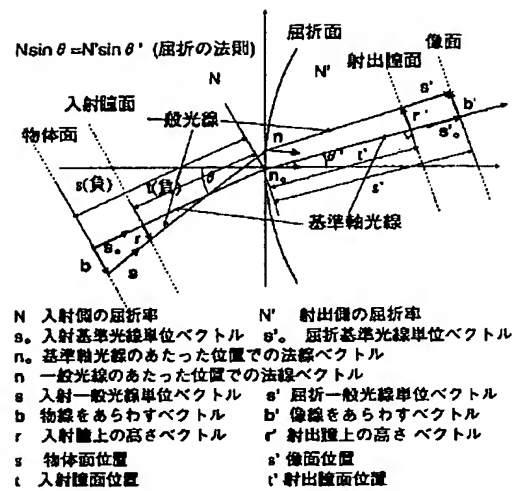 Nsinθ=N'sinθ' (屈折の法則)
屈折面
像面
射出瞳面
N
N'
入射瞳面
一般光線
物体面
s'
b'
r'
n
s'₀
θ'
t'
s(負)
t(負)
θ
n₀
s'
基準軸光線
s₀
r
b
s
N 入射側の屈折率
N' 射出側の屈折率
s₀ 入射基準光線単位ベクトル
s'₀ 屈折基準光線単位ベクトル
n₀ 基準軸光線のあたった位置での法線ベクトル
n 一般光線のあたった位置での法線ベクトル
s 入射一般光線単位ベクトル
s' 屈折一般光線単位ベクトル
b 物線をあらわすベクトル
b' 像線をあらわすベクトル
r 入射瞳上の高さベクトル
r' 射出瞳上の高さ ベクトル
s 物体面位置
s' 像面位置
t 入射瞳面位置
t' 射出瞳面位置